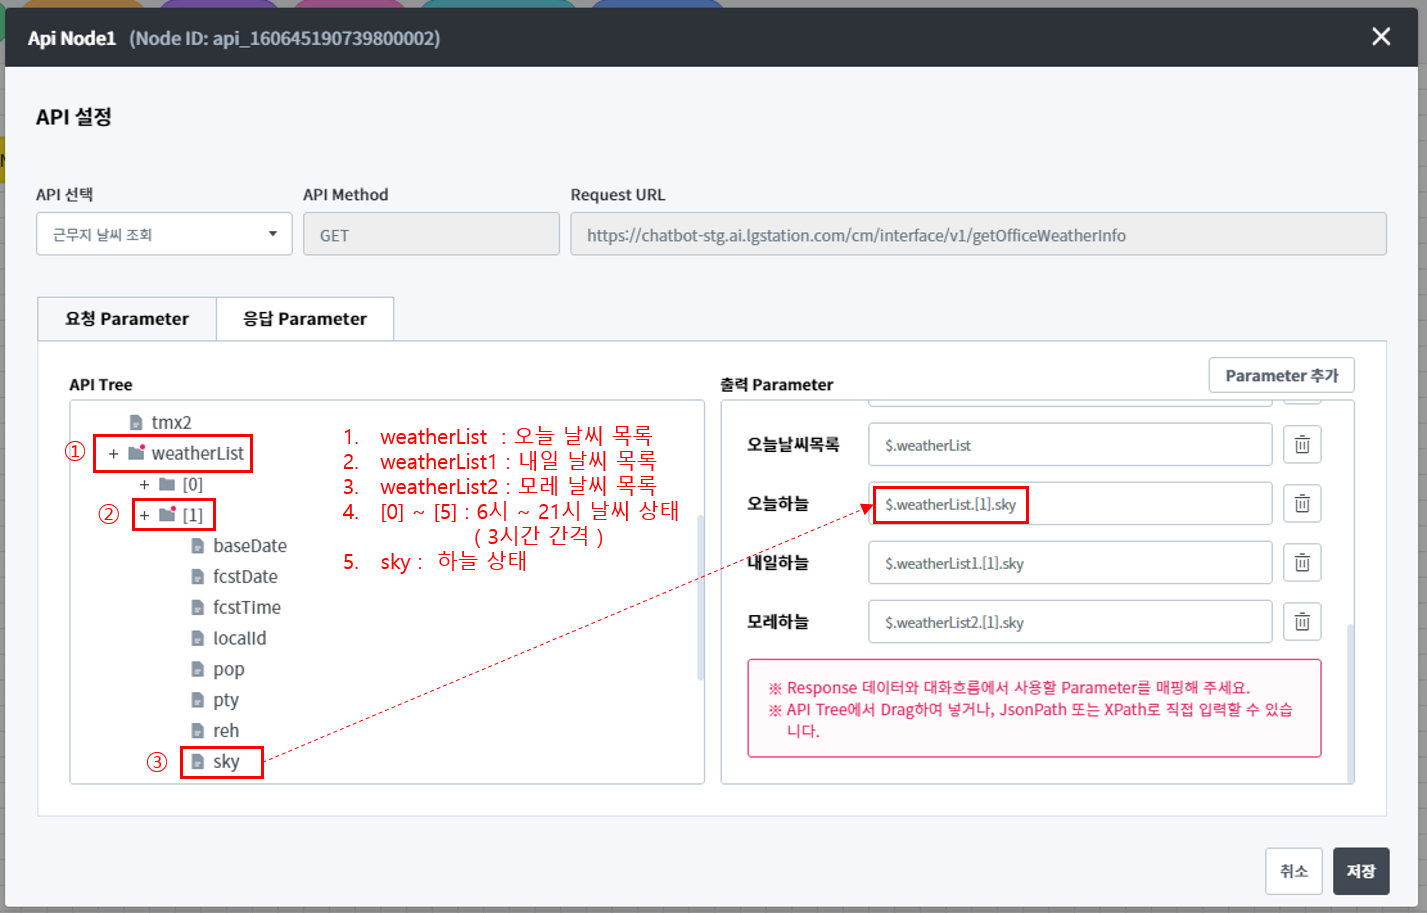 Api Node1 (Node ID: api_160645190739800002)
API 설정
API 선택
API Method
Request URL
근무지 날씨 조회
GET
https://chatbot-stg.ai.lgstation.com/cm/interface/v1/getOfficeWeatherInfo
요청 Parameter
응답 Parameter
API Tree
tmx2
① + weatherList
+ [0]
② + [1]
baseDate
fcstDate
fcstTime
localId
pop
pty
reh
③ sky
1. weatherList : 오늘 날씨 목록
2. weatherList1 : 내일 날씨 목록
3. weatherList2 : 모레 날씨 목록
4. [0] ~ [5] : 6시 ~ 21시 날씨 상태
( 3시간 간격 )
5. sky : 하늘 상태
출력 Parameter
Parameter 추가
오늘날씨목록 $.weatherList
오늘하늘 $.weatherList.[1].sky
내일하늘 $.weatherList1.[1].sky
모레하늘 $.weatherList2.[1].sky
※ Response 데이터와 대화흐름에서 사용할 Parameter를 매핑해 주세요.
※ API Tree에서 Drag하여 넣거나, JsonPath 또는 XPath로 직접 입력할 수 있습
니다.
취소
저장